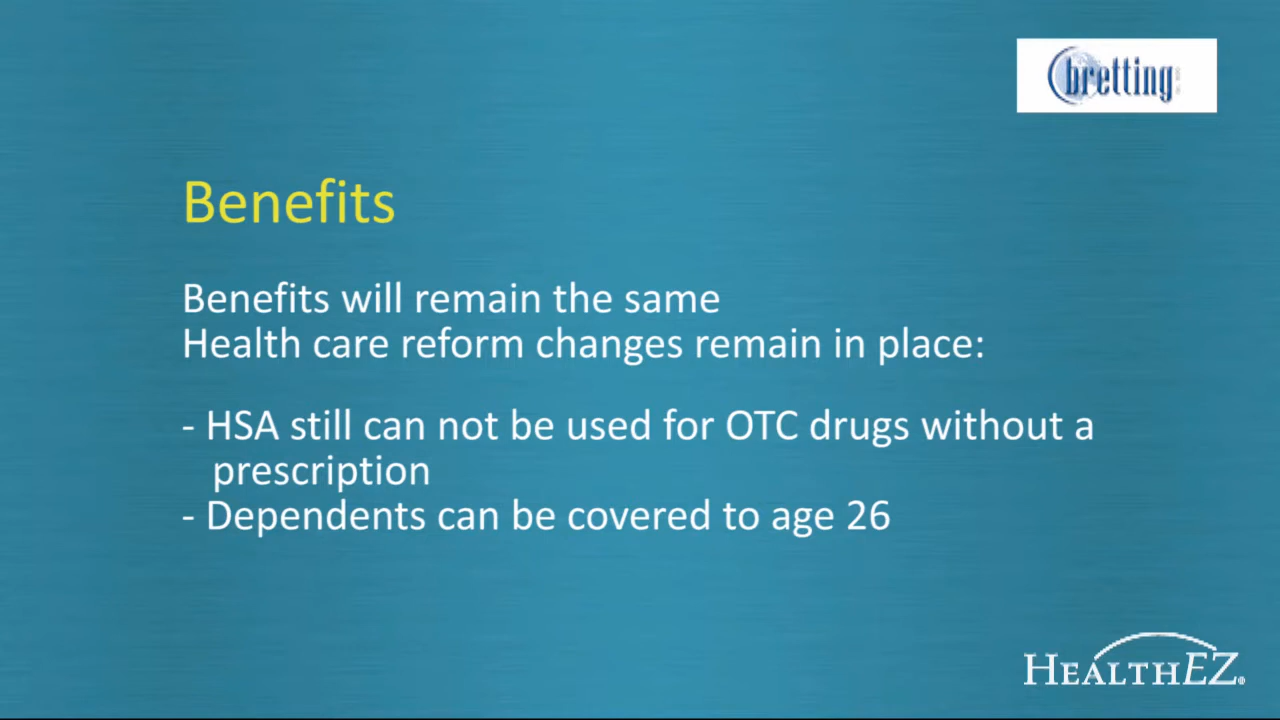 bretting
Benefits
Benefits will remain the same
Health care reform changes remain in place:
- HSA still can not be used for OTC drugs without a
prescription
- Dependents can be covered to age 26
HEALTHEZ®